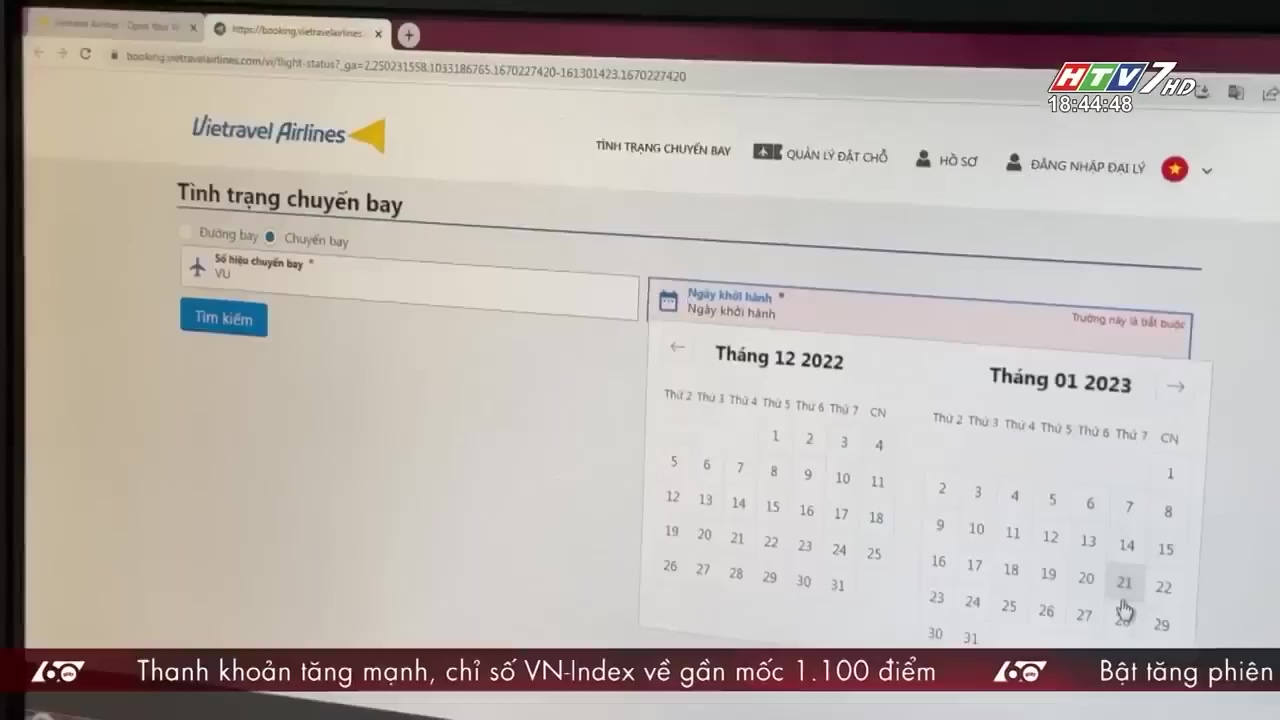 https://booking.vietravelairlines.
booking.vietravelairlines.com/vi/flight-status?_ga=2.250231558.1033186765.1670227420-161301423.1670227420
HTV7 HD
18:44:48
Vietravel Airlines
TÌNH TRẠNG CHUYẾN BAY
QUẢN LÝ ĐẶT CHỖ
HỒ SƠ
ĐĂNG NHẬP ĐẠI LÝ
Tình trạng chuyến bay
Đường bay
Chuyến bay
Số hiệu chuyến bay *
VU
Tìm kiếm
Ngày khởi hành *
Ngày khởi hành
Trường này là bắt buộc
Tháng 12 2022
Thứ 2 Thứ 3 Thứ 4 Thứ 5 Thứ 6 Thứ 7 CN
1 2 3 4
5 6 7 8 9 10 11
12 13 14 15 16 17 18
19 20 21 22 23 24 25
26 27 28 29 30 31
Tháng 01 2023
Thứ 2 Thứ 3 Thứ 4 Thứ 5 Thứ 6 Thứ 7 CN
1
2 3 4 5 6 7 8
9 10 11 12 13 14 15
16 17 18 19 20 21 22
23 24 25 26 27 28 29
30 31
60 giây
Thanh khoản tăng mạnh, chỉ số VN-Index về gần mốc 1.100 điểm
60 giây
Bật tăng phiên